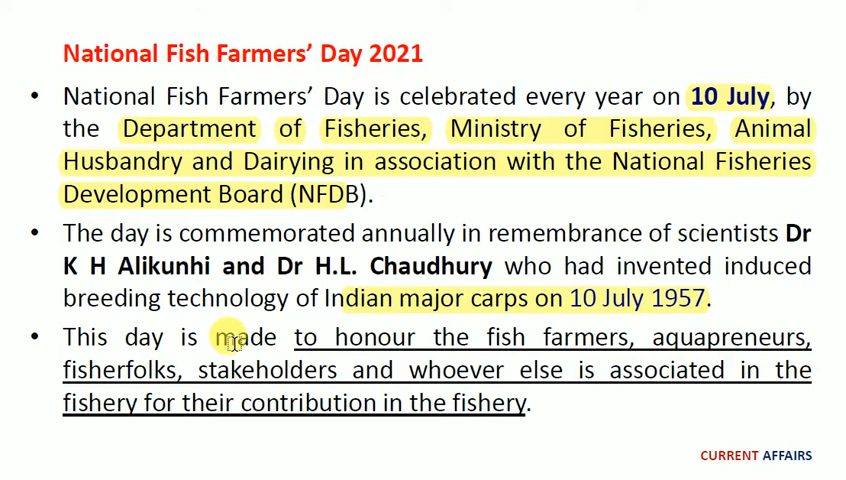 National Fish Farmers' Day 2021
• National Fish Farmers' Day is celebrated every year on 10 July, by
the Department of Fisheries, Ministry of Fisheries, Animal
Husbandry and Dairying in association with the National Fisheries
Development Board (NFDB).
• The day is commemorated annually in remembrance of scientists Dr
K H Alikunhi and Dr H.L. Chaudhury who had invented induced
breeding technology of Indian major carps on 10 July 1957.
• This day is made to honour the fish farmers, aquapreneurs,
fisherfolks, stakeholders and whoever else is associated in the
fishery for their contribution in the fishery.
CURRENT AFFAIRS